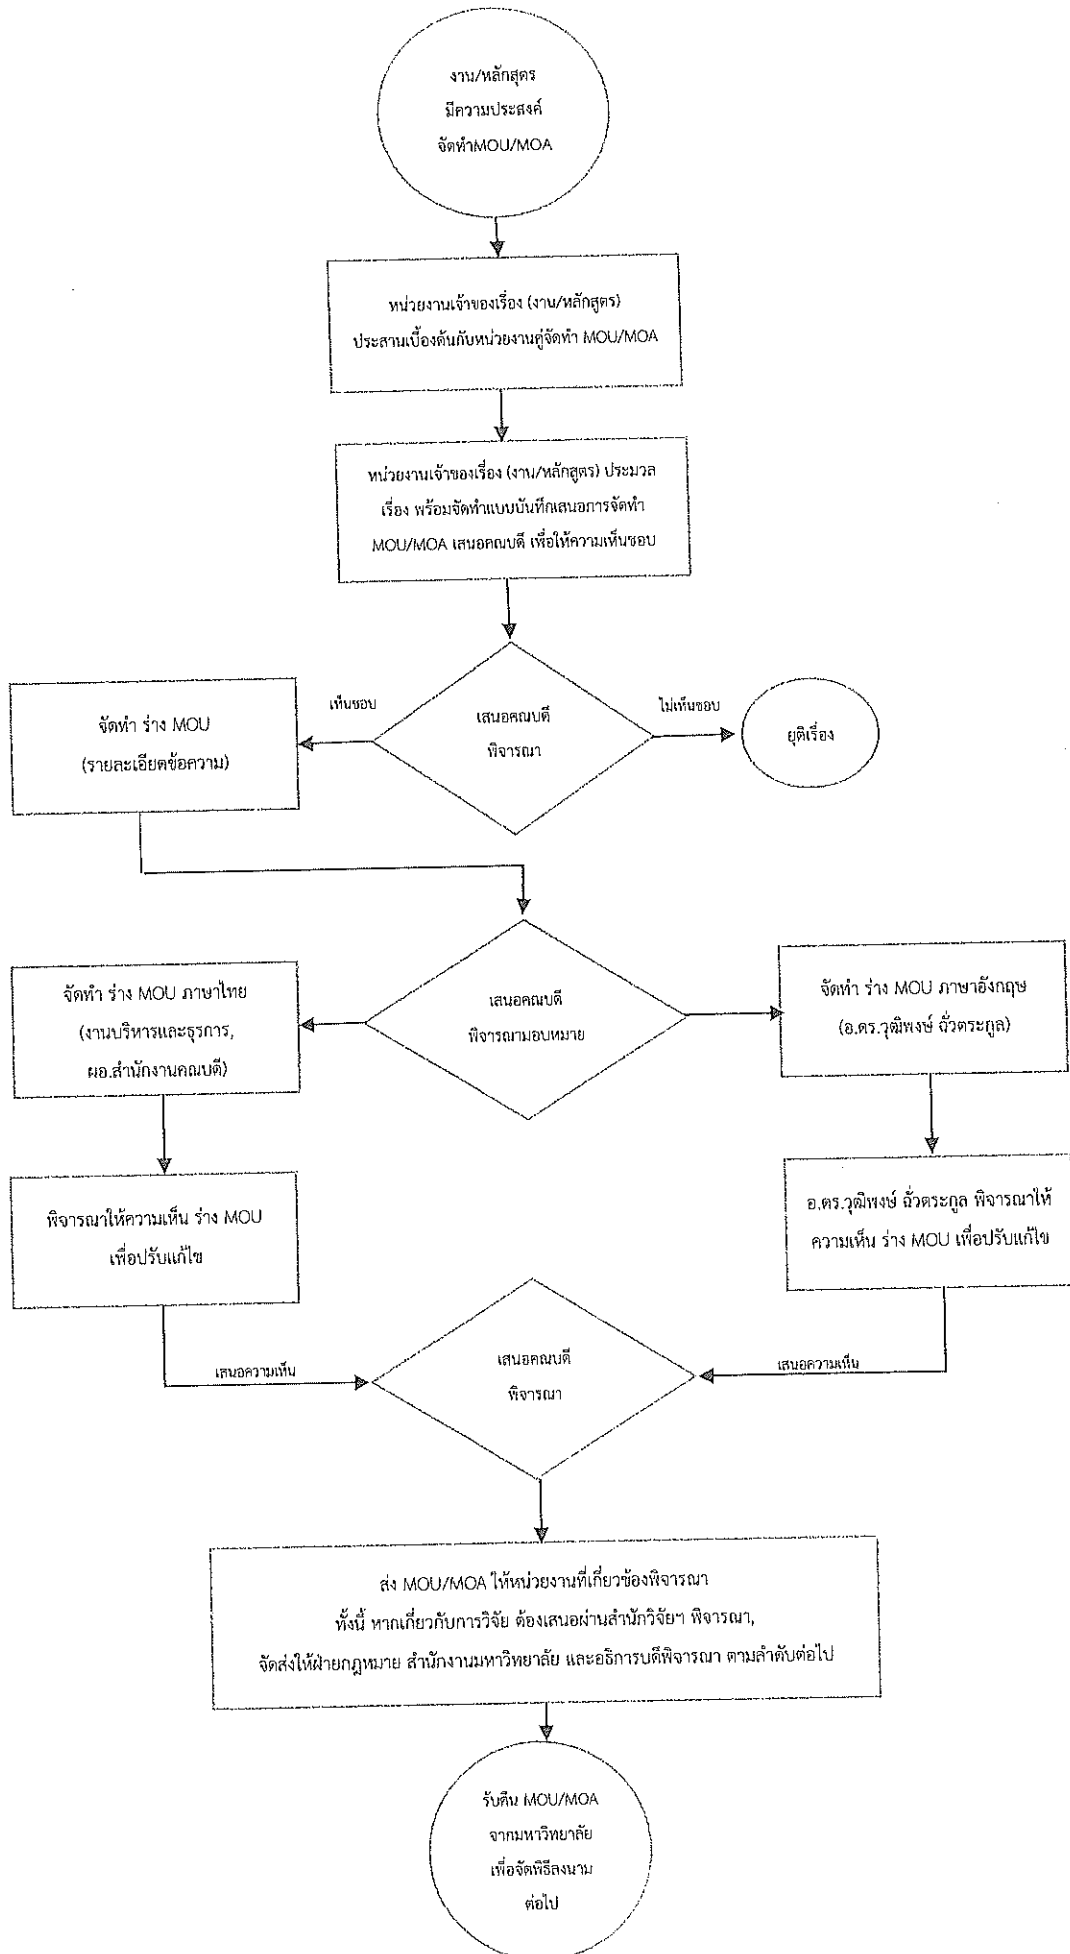 งาน/หลักสูตร
มีความประสงค์
จัดทำMOU/MOA
หน่วยงานเจ้าของเรื่อง (งาน/หลักสูตร)
ประสานเบื้องต้นกับหน่วยงานคู่จัดทำ MOU/MOA
หน่วยงานเจ้าของเรื่อง (งาน/หลักสูตร) ประมวล
เรื่อง พร้อมจัดทำแบบบันทึกเสนอการจัดทำ
MOU/MOA เสนอคณบดี เพื่อให้ความเห็นชอบ
เสนอคณบดี
พิจารณา
เห็นชอบ
ไม่เห็นชอบ
จัดทำ ร่าง MOU
(รายละเอียดข้อความ)
ยุติเรื่อง
เสนอคณบดี
พิจารณามอบหมาย
จัดทำ ร่าง MOU ภาษาไทย
(งานบริหารและธุรการ,
ผอ.สำนักงานคณบดี)
จัดทำ ร่าง MOU ภาษาอังกฤษ
(อ.ดร.วุฒิพงษ์ ฉั่วตระกูล)
พิจารณาให้ความเห็น ร่าง MOU
เพื่อปรับแก้ไข
อ.ดร.วุฒิพงษ์ ฉั่วตระกูล พิจารณาให้
ความเห็น ร่าง MOU เพื่อปรับแก้ไข
เสนอความเห็น
เสนอคณบดี
พิจารณา
เสนอความเห็น
ส่ง MOU/MOA ให้หน่วยงานที่เกี่ยวข้องพิจารณา
ทั้งนี้ หากเกี่ยวกับการวิจัย ต้องเสนอผ่านสำนักวิจัยฯ พิจารณา,
จัดส่งให้ฝ่ายกฎหมาย สำนักงานมหาวิทยาลัย และอธิการบดีพิจารณา ตามลำดับต่อไป
รับคืน MOU/MOA
จากมหาวิทยาลัย
เพื่อจัดพิธีลงนาม
ต่อไป